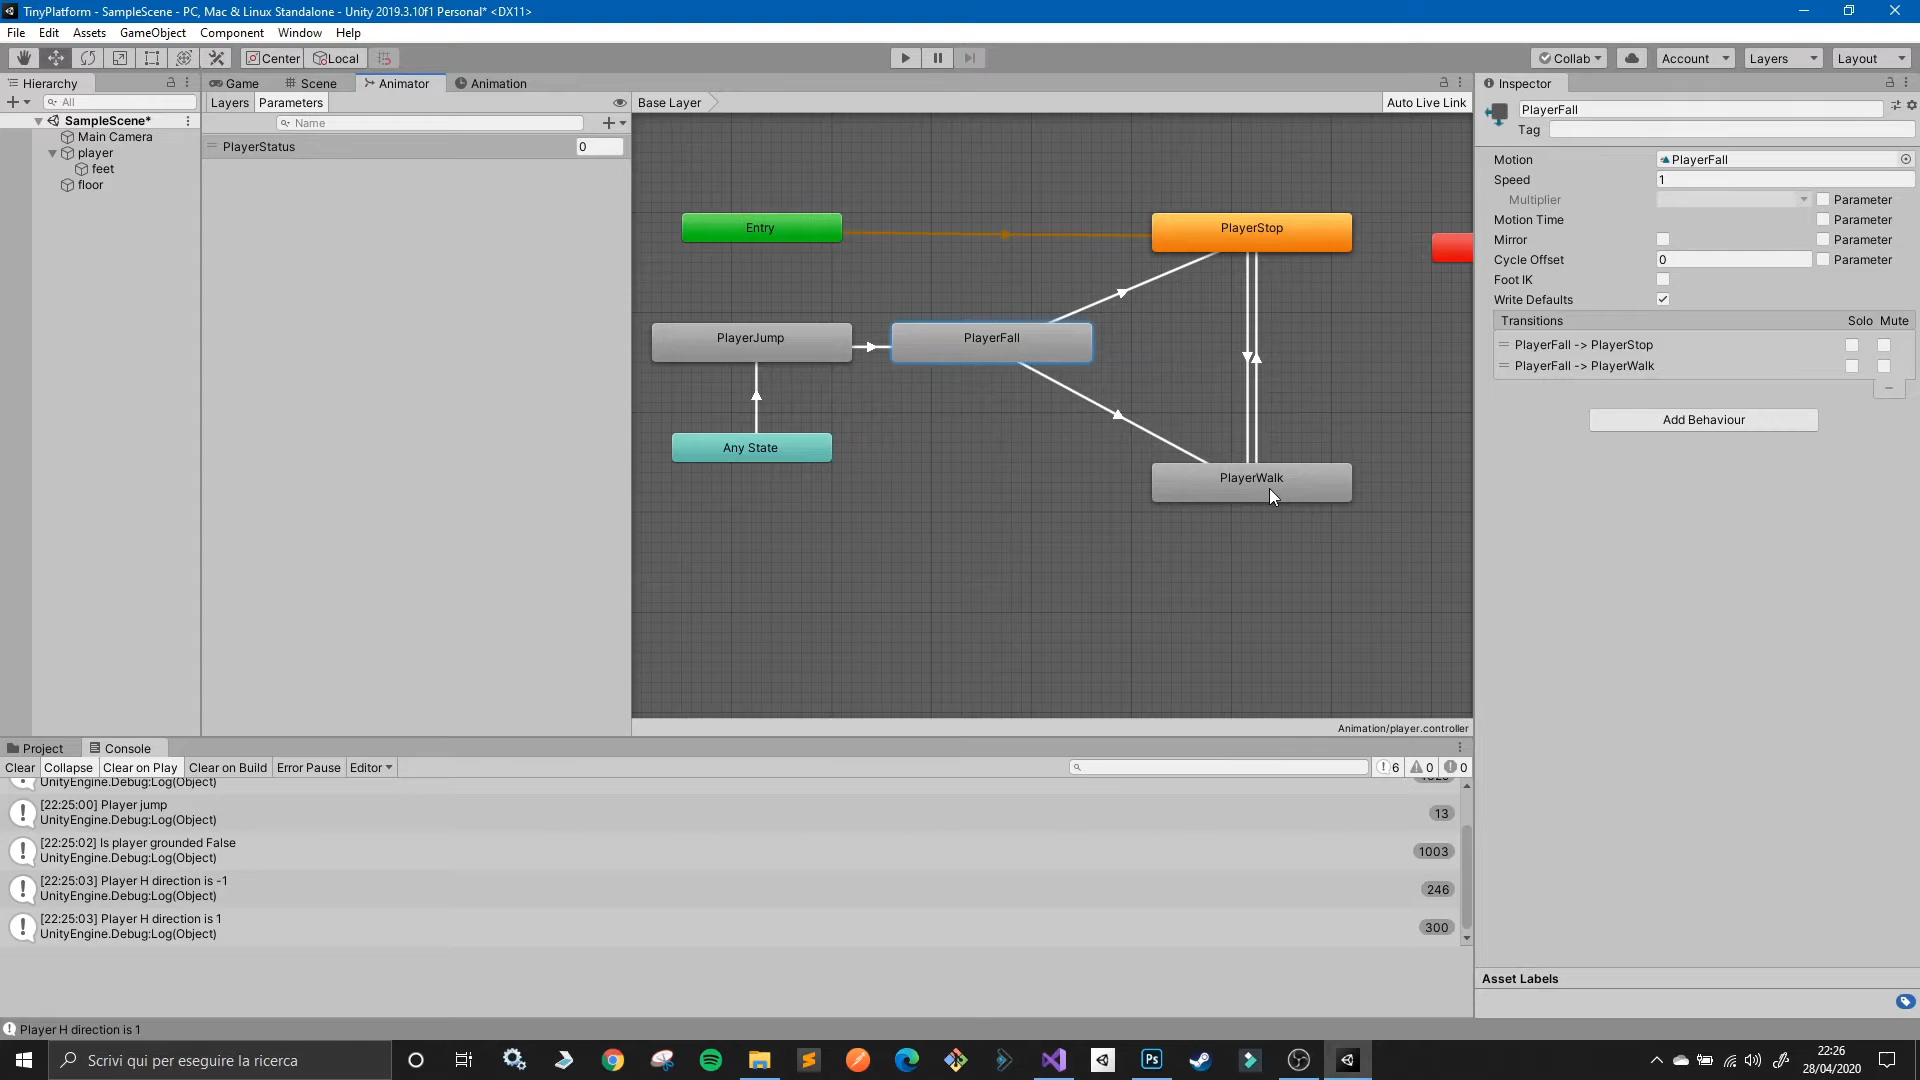 TinyPlatform - SampleScene - PC, Mac & Linux Standalone - Unity 2019.3.10f1 Personal* <DX11>
File Edit Assets GameObject Component Window Help
Center Local Collab Account Layers Layout
Hierarchy Game Scene Animator Animation Inspector
All Layers Parameters Base Layer Auto Live Link PlayerFall
Name Tag
SampleScene*
Main Camera
player
feet
floor
PlayerStatus 0
Entry
PlayerStop
PlayerJump
PlayerFall
Any State
PlayerWalk
Animation/player.controller
Motion PlayerFall
Speed 1
Multiplier Parameter
Motion Time Parameter
Mirror Parameter
Cycle Offset 0 Parameter
Foot IK
Write Defaults
Transitions Solo Mute
PlayerFall -> PlayerStop
PlayerFall -> PlayerWalk
Add Behaviour
Asset Labels
Project Console
Clear Collapse Clear on Play Clear on Build Error Pause Editor 6 0 0
UnityEngine.Debug:Log(Object)
[22:25:00] Player jump
UnityEngine.Debug:Log(Object) 13
[22:25:02] Is player grounded False
UnityEngine.Debug:Log(Object) 1003
[22:25:03] Player H direction is -1
UnityEngine.Debug:Log(Object) 246
[22:25:03] Player H direction is 1
UnityEngine.Debug:Log(Object) 300
Player H direction is 1
Scrivi qui per eseguire la ricerca
Ps
22:26
28/04/2020